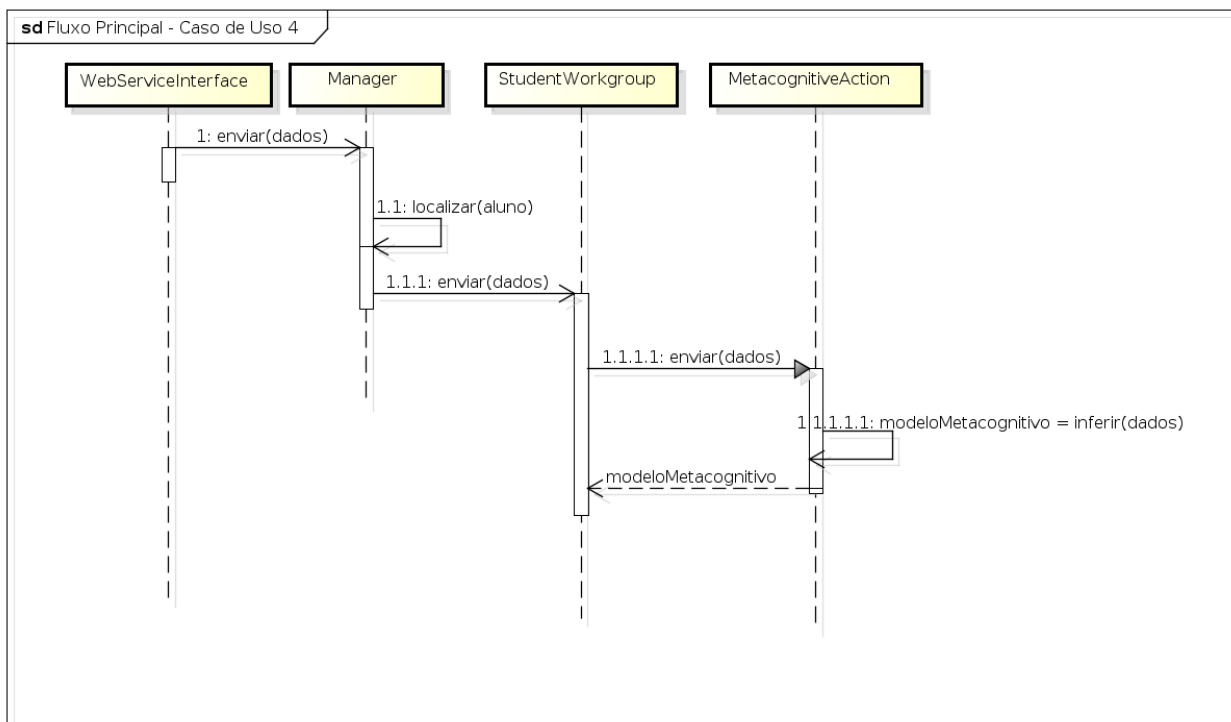 sd Fluxo Principal - Caso de Uso 4
WebServiceInterface
Manager
StudentWorkgroup
MetacognitiveAction
1: enviar(dados)
1.1: localizar(aluno)
1.1.1: enviar(dados)
1.1.1.1: enviar(dados)
1.1.1.1.1: modeloMetacognitivo = inferir(dados)
modeloMetacognitivo